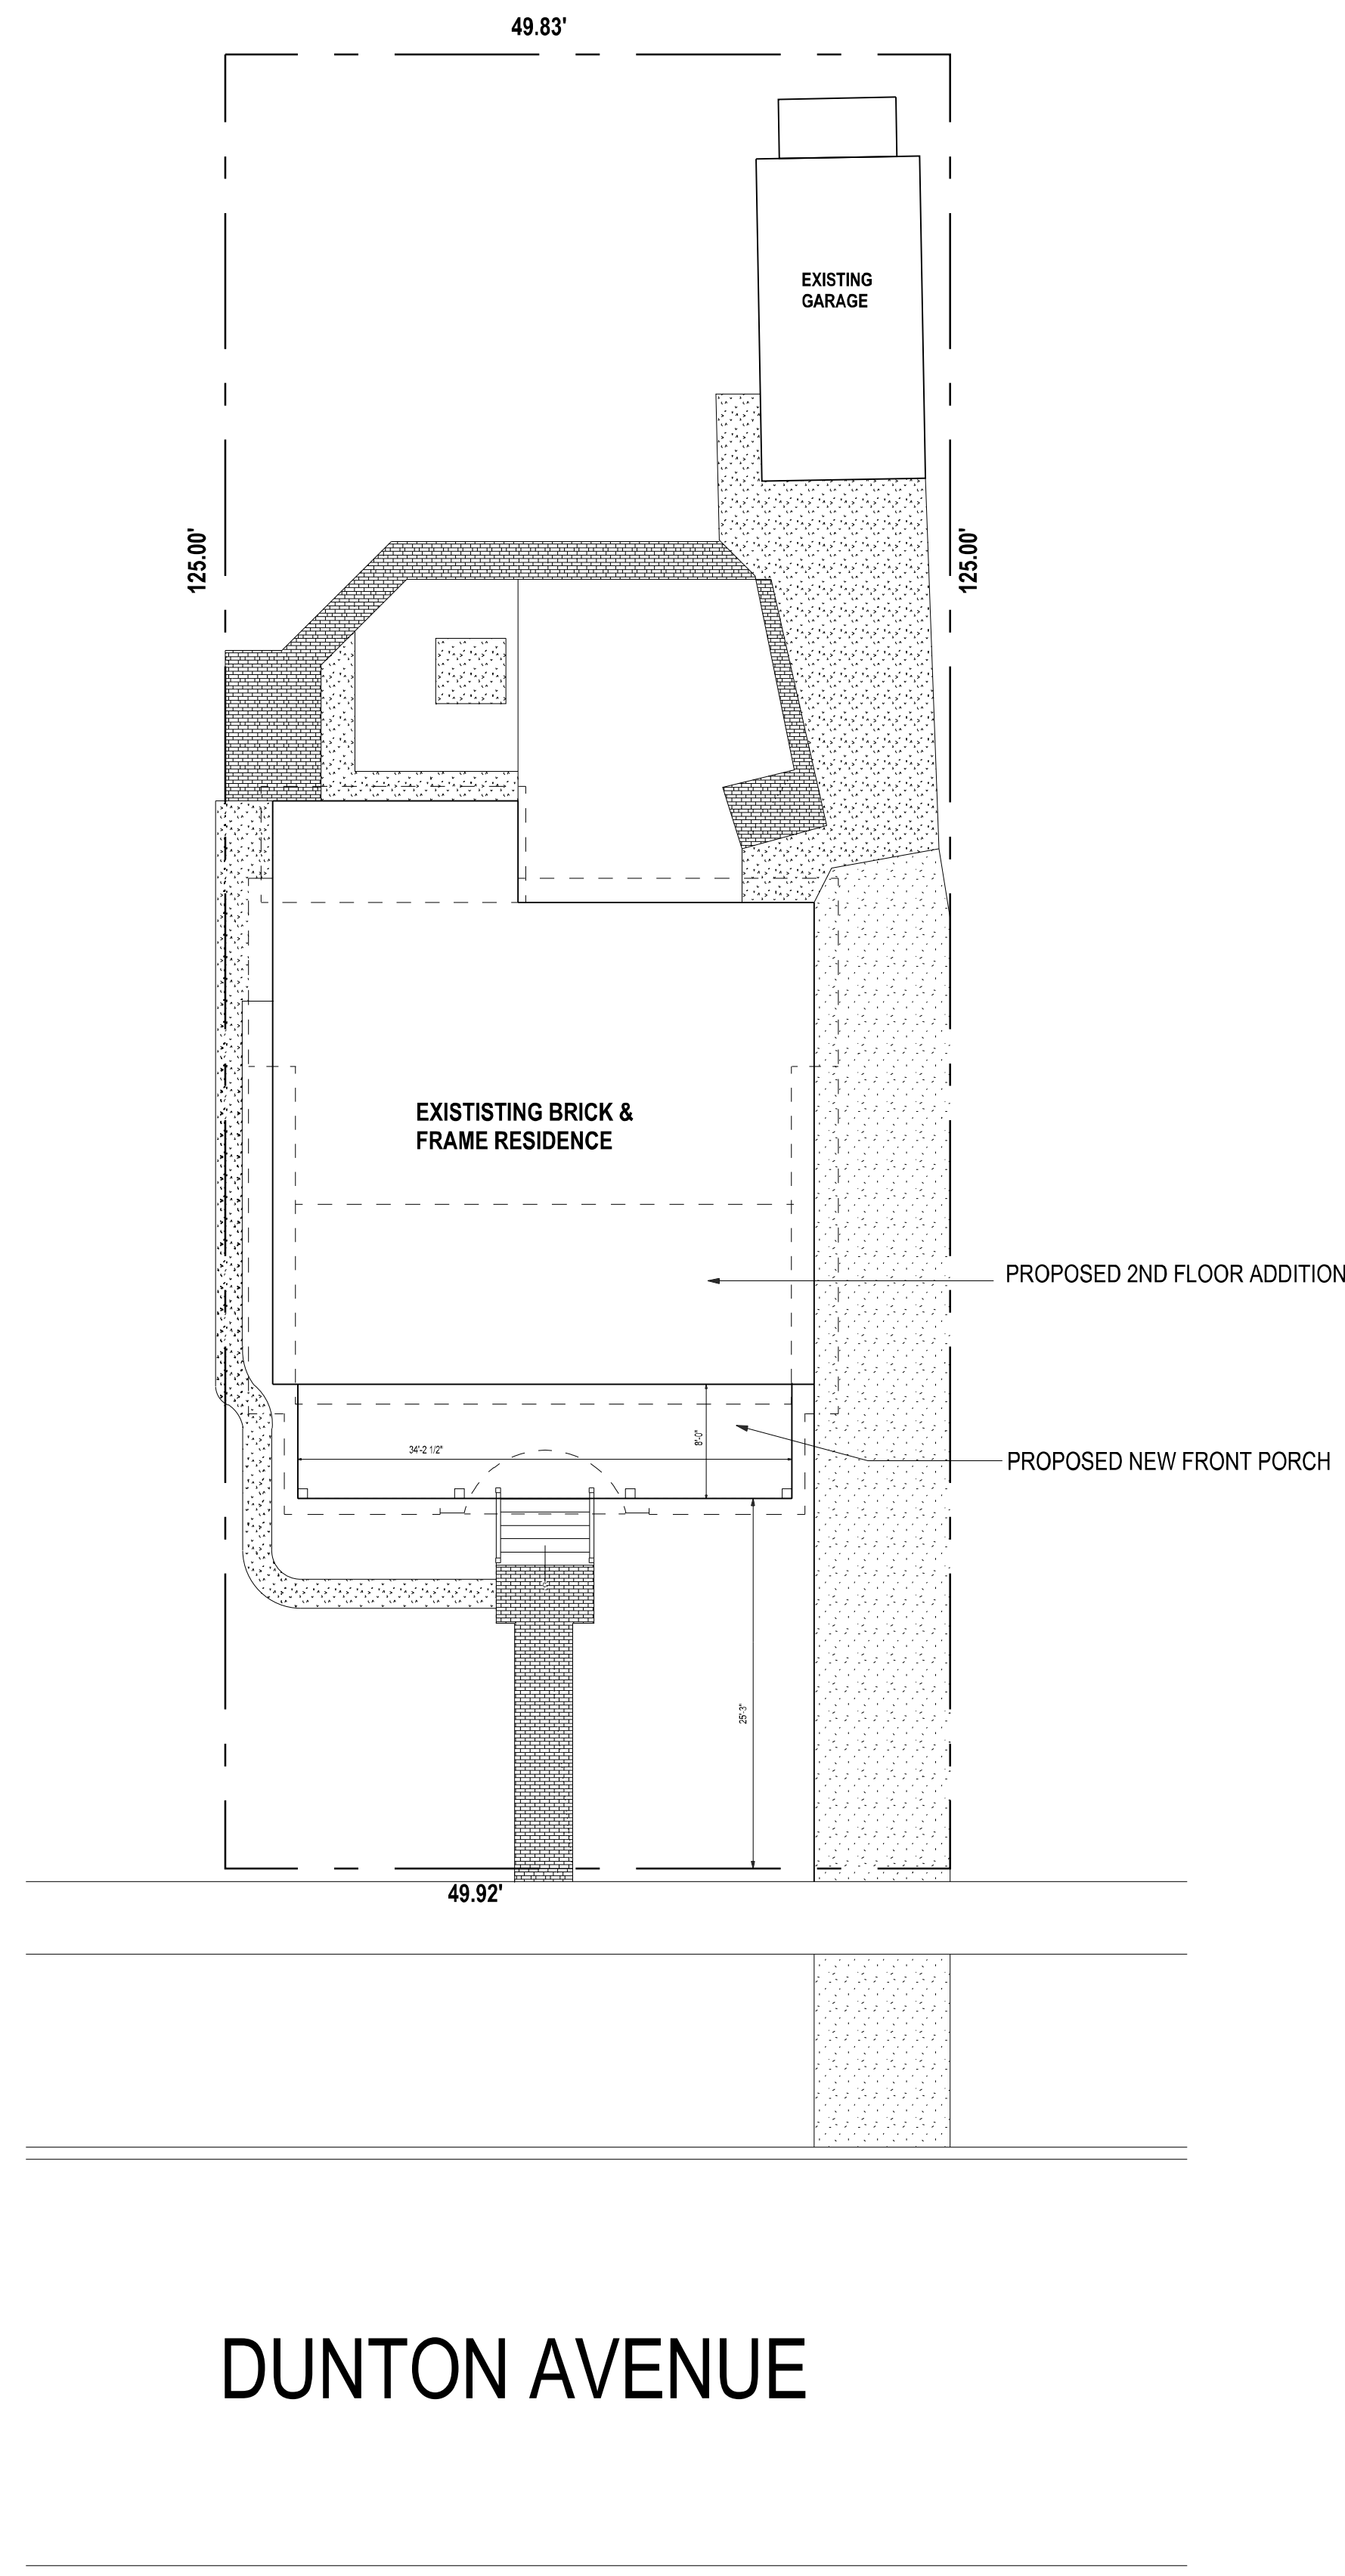 49.83'
EXISTING
GARAGE
125.00'
125.00'
EXISTISTING BRICK &
FRAME RESIDENCE
PROPOSED 2ND FLOOR ADDITION
34'-2 1/2"
8'-0"
PROPOSED NEW FRONT PORCH
25'-3"
49.92'
DUNTON AVENUE